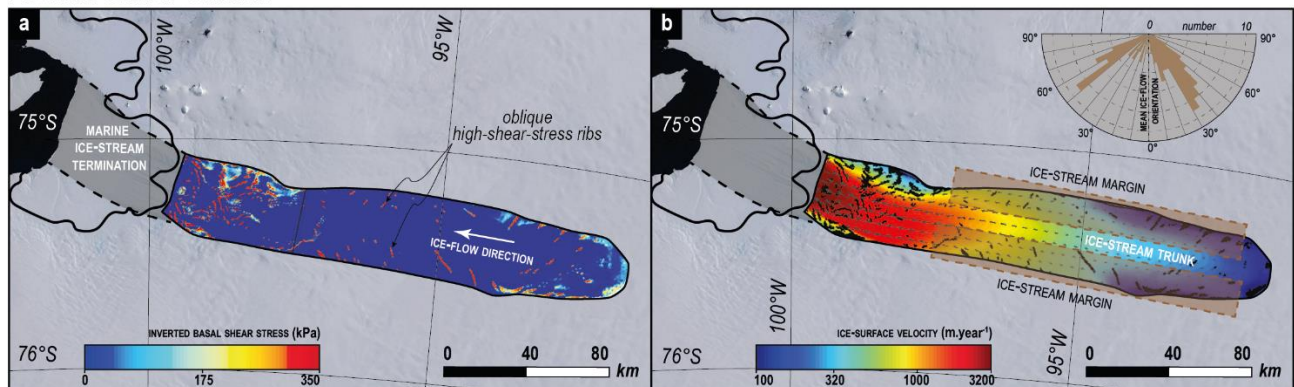 a
100°W
95°W
75°S
76°S
MARINE
ICE-STREAM
TERMINATION
oblique
high-shear-stress ribs
ICE-FLOW DIRECTION
INVERTED BASAL SHEAR STRESS (kPa)
0 175 350
0 40 80
km
b
0 number 10
90° 90°
60° 60°
30° 30°
0°
MEAN ICE-FLOW
ORIENTATION
75°S
76°S
100°W
95°W
ICE-STREAM MARGIN
ICE-STREAM TRUNK
ICE-STREAM MARGIN
ICE-SURFACE VELOCITY (m.year-1)
100 320 1000 3200
0 40 80
km